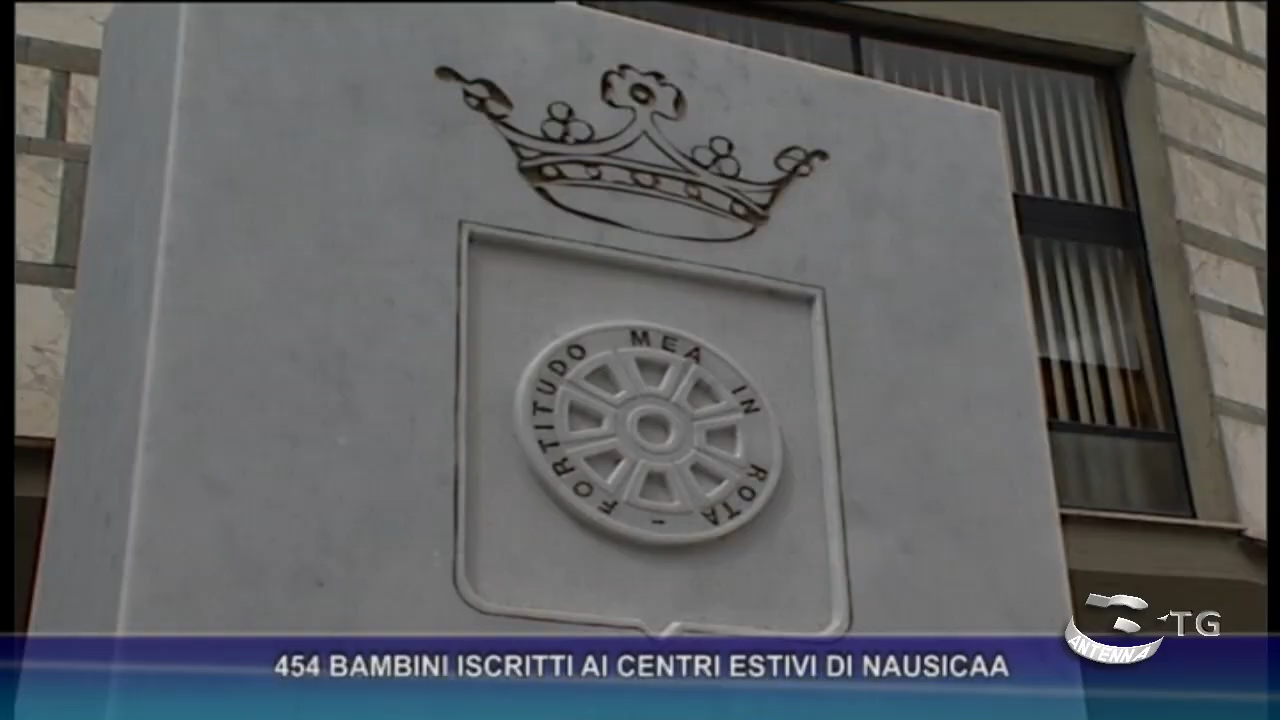 FORTITUDO MEA IN ROTA -
454 BAMBINI ISCRITTI AI CENTRI ESTIVI DI NAUSICAA
3 TG
ANTENNA